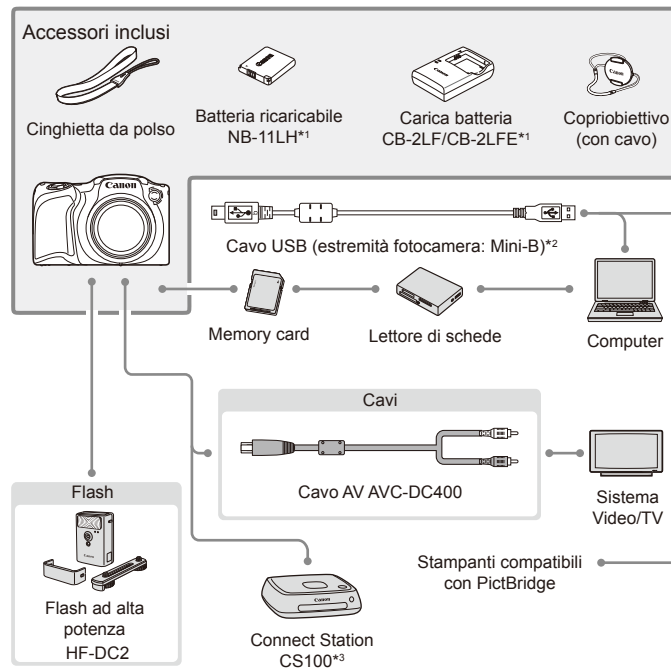 Accessori inclusi
Cinghietta da polso
Batteria ricaricabile
NB-11LH*1
Carica batteria
CB-2LF/CB-2LFE*1
Copriobiettivo
(con cavo)
Canon
Cavo USB (estremità fotocamera: Mini-B)*2
Memory card
Lettore di schede
Computer
Cavi
Cavo AV AVC-DC400
Sistema
Video/TV
Flash
Flash ad alta
potenza
HF-DC2
Stampanti compatibili
con PictBridge
Connect Station
CS100*3